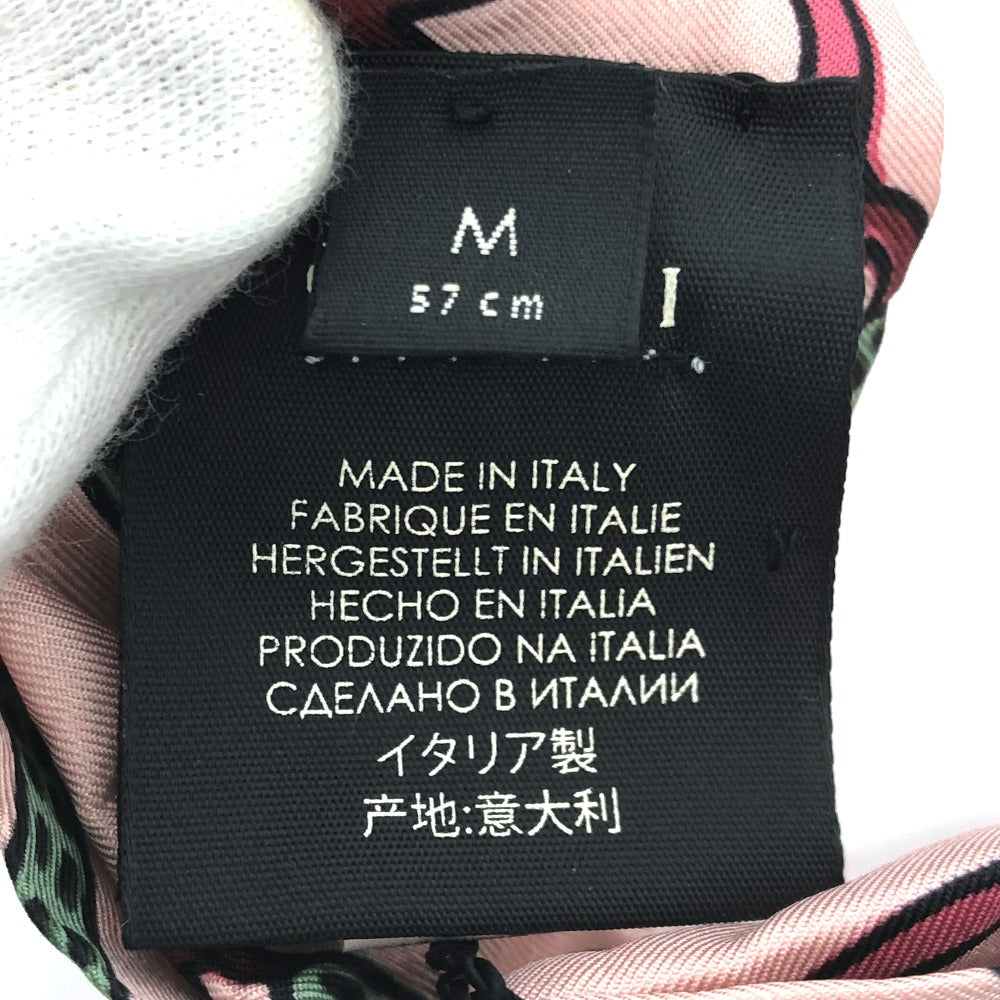 M
57 cm
I
MADE IN ITALY
FABRIQUE EN ITALIE
HERGESTELLT IN ITALIEN
HECHO EN ITALIA
PRODUZIDO NA ITALIA
СДЕЛАНО В ИТАЛИИ
イタリア製
产地:意大利